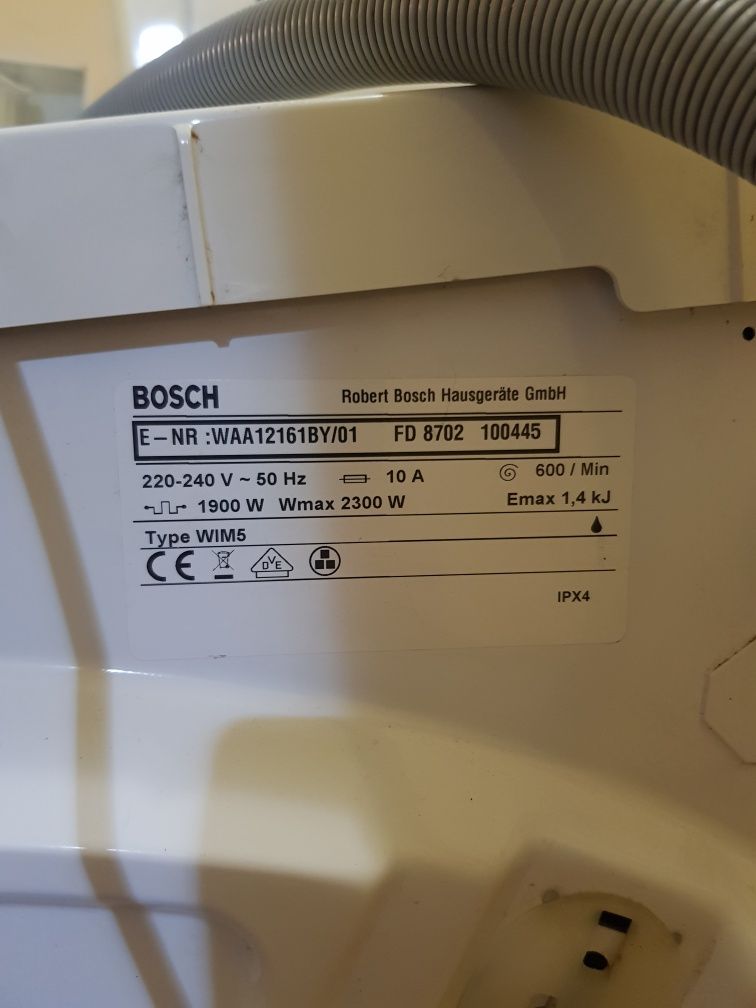 BOSCH Robert Bosch Hausgeräte GmbH
E-NR :WAA12161BY/01 FD 8702 100445
220-240 V ~ 50 Hz 10 A 600 / Min
1900 W Wmax 2300 W Emax 1,4 kJ
Type WIM5
CE DVE
IPX4